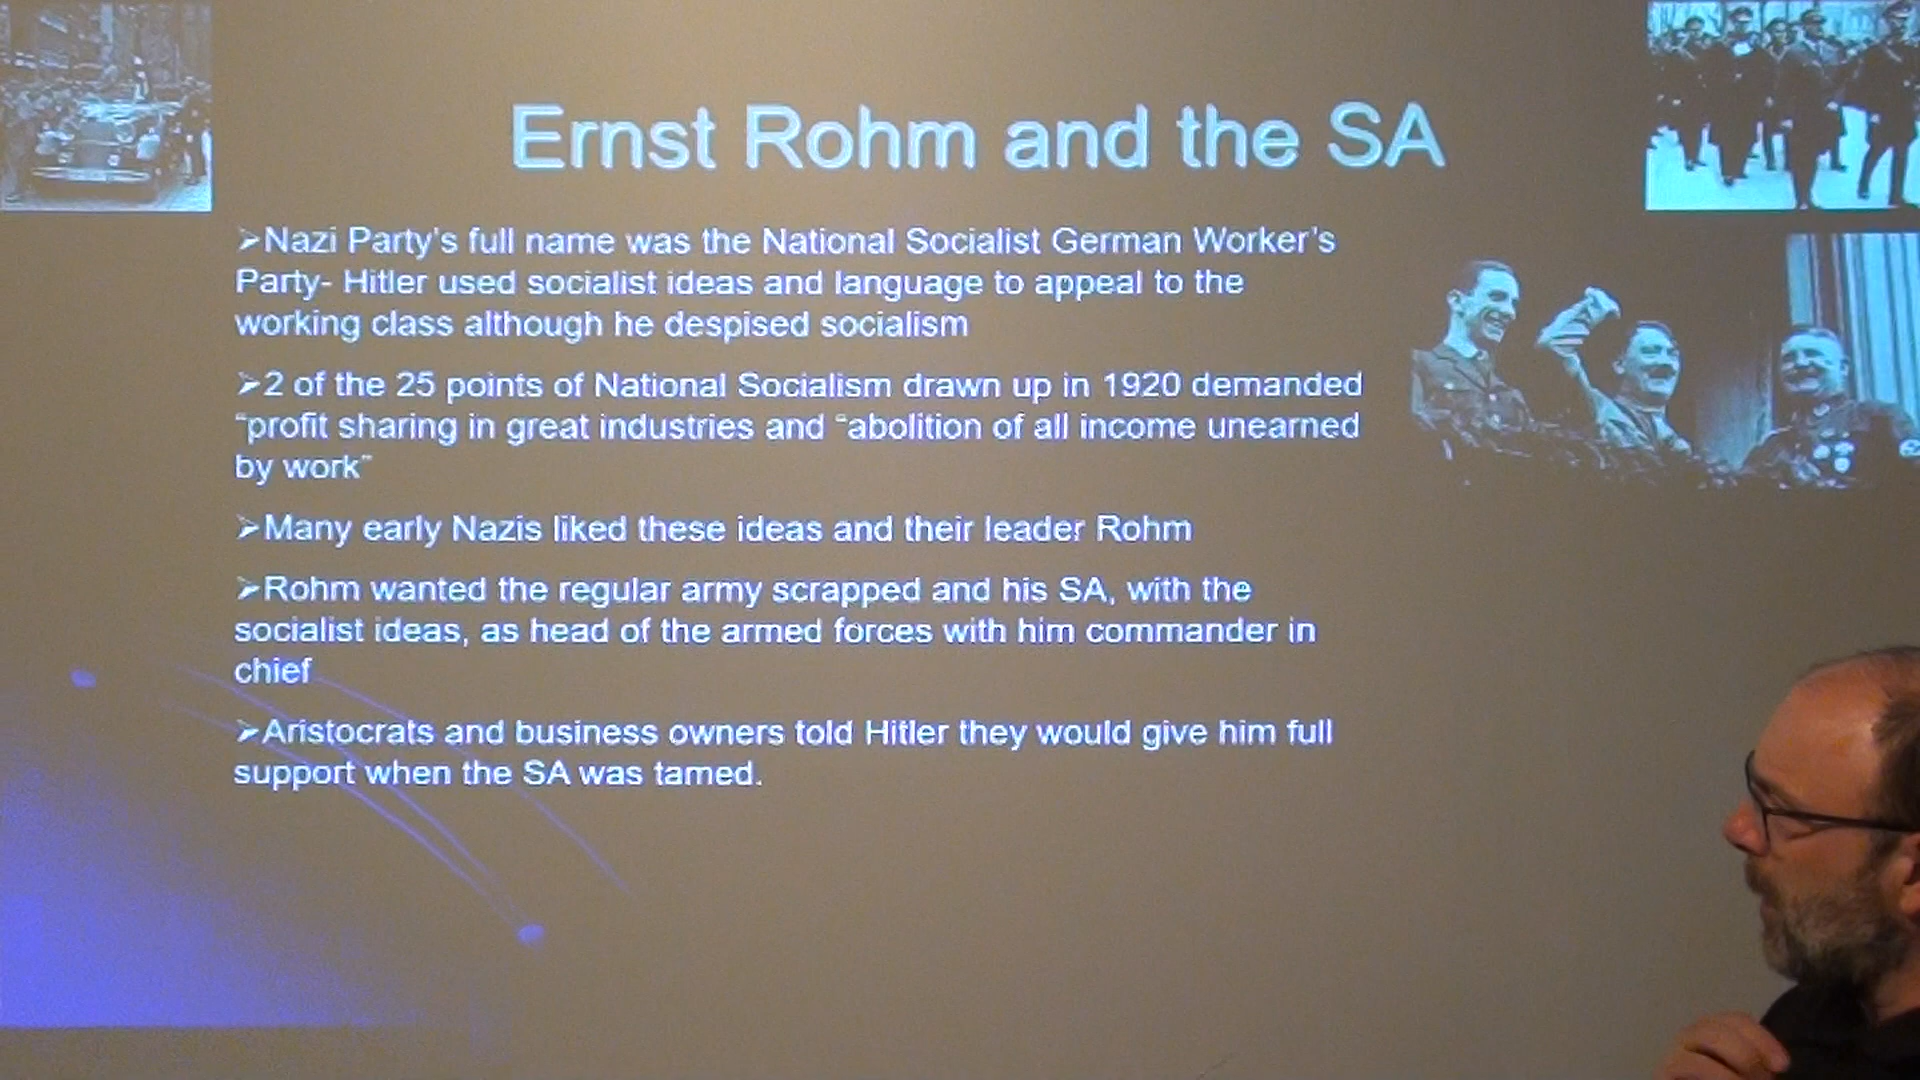 Ernst Rohm and the SA
➢Nazi Party's full name was the National Socialist German Worker's
Party- Hitler used socialist ideas and language to appeal to the
working class although he despised socialism
➢2 of the 25 points of National Socialism drawn up in 1920 demanded
“profit sharing in great industries and “abolition of all income unearned
by work”
➢Many early Nazis liked these ideas and their leader Rohm
➢Rohm wanted the regular army scrapped and his SA, with the
socialist ideas, as head of the armed forces with him commander in
chief
➢Aristocrats and business owners told Hitler they would give him full
support when the SA was tamed.